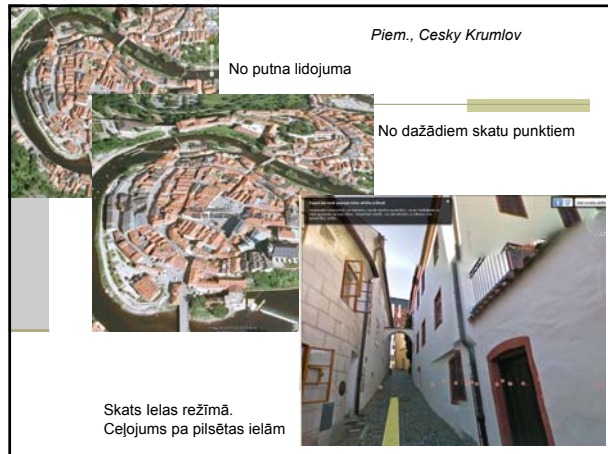 Piem., Cesky Krumlov
No putna lidojuma
No dažādiem skatu punktiem
Skats Ielas režīmā.
Ceļojums pa pilsētas ielām